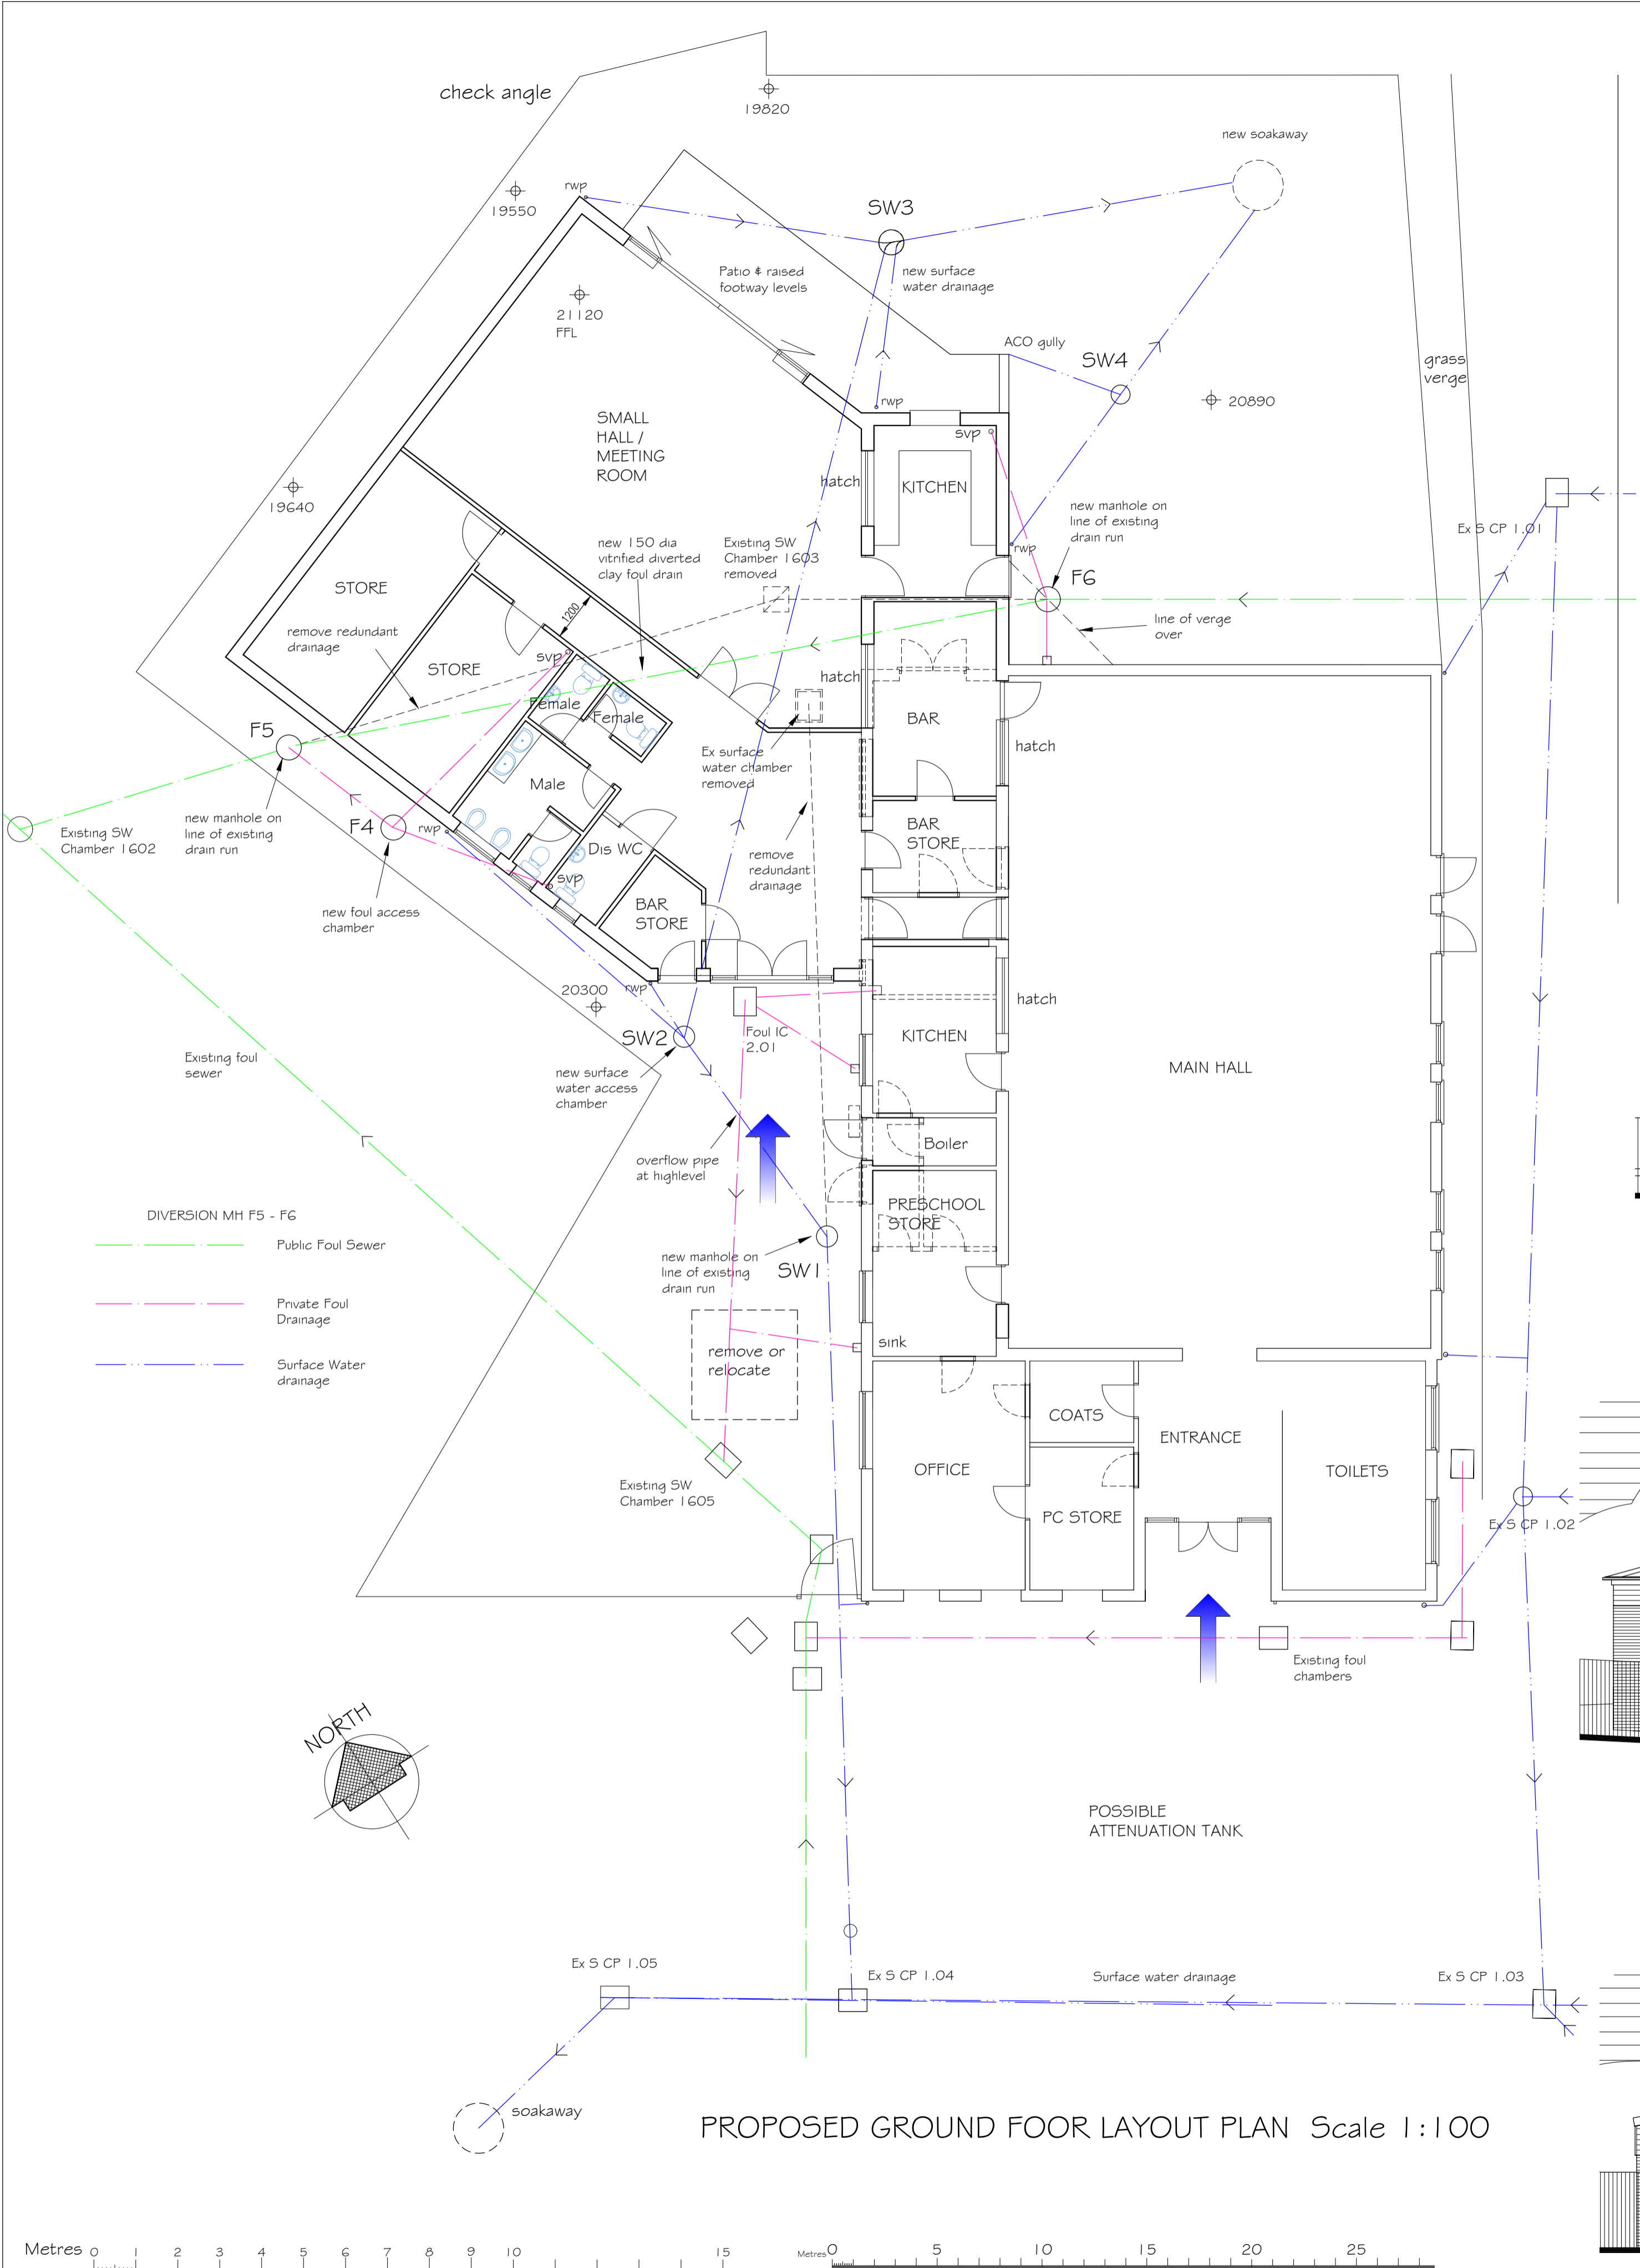 check angle
19820
new soakaway
rwp
19550
SW3
Patio & raised
footway levels
new surface
water drainage
21120
FFL
ACO gully
SW4
grass
verge
20890
rwp
SMALL
HALL /
MEETING
ROOM
svp
hatch
KITCHEN
19640
new manhole on
line of existing
drain run
Ex S CP 1.01
new 150 dia
vitrified diverted
clay foul drain
Existing SW
Chamber 1603
removed
rwp
F6
STORE
1200
line of verge
over
remove redundant
drainage
svp
STORE
hatch
Female
Female
BAR
F5
hatch
Ex surface
water chamber
removed
Male
new manhole on
line of existing
drain run
F4
rwp
Existing SW
Chamber 1602
BAR
STORE
Dis WC
remove
redundant
drainage
svp
new foul access
chamber
BAR
STORE
20300
rwp
hatch
SW2
Foul IC
2.01
KITCHEN
Existing foul
sewer
MAIN HALL
new surface
water access
chamber
Boiler
overflow pipe
at highlevel
PRESCHOOL
STORE
DIVERSION MH F5 - F6
Public Foul Sewer
new manhole on
line of existing
drain run
SW1
Private Foul
Drainage
sink
remove or
relocate
Surface Water
drainage
COATS
ENTRANCE
OFFICE
TOILETS
Existing SW
Chamber 1605
PC STORE
Ex S CP 1.02
Existing foul
chambers
NORTH
POSSIBLE
ATTENUATION TANK
Ex S CP 1.05
Ex S CP 1.04
Surface water drainage
Ex S CP 1.03
soakaway
PROPOSED GROUND FOOR LAYOUT PLAN Scale 1:100
Metres 0 1 2 3 4 5 6 7 8 9 10 15
Metres 0 5 10 15 20 25